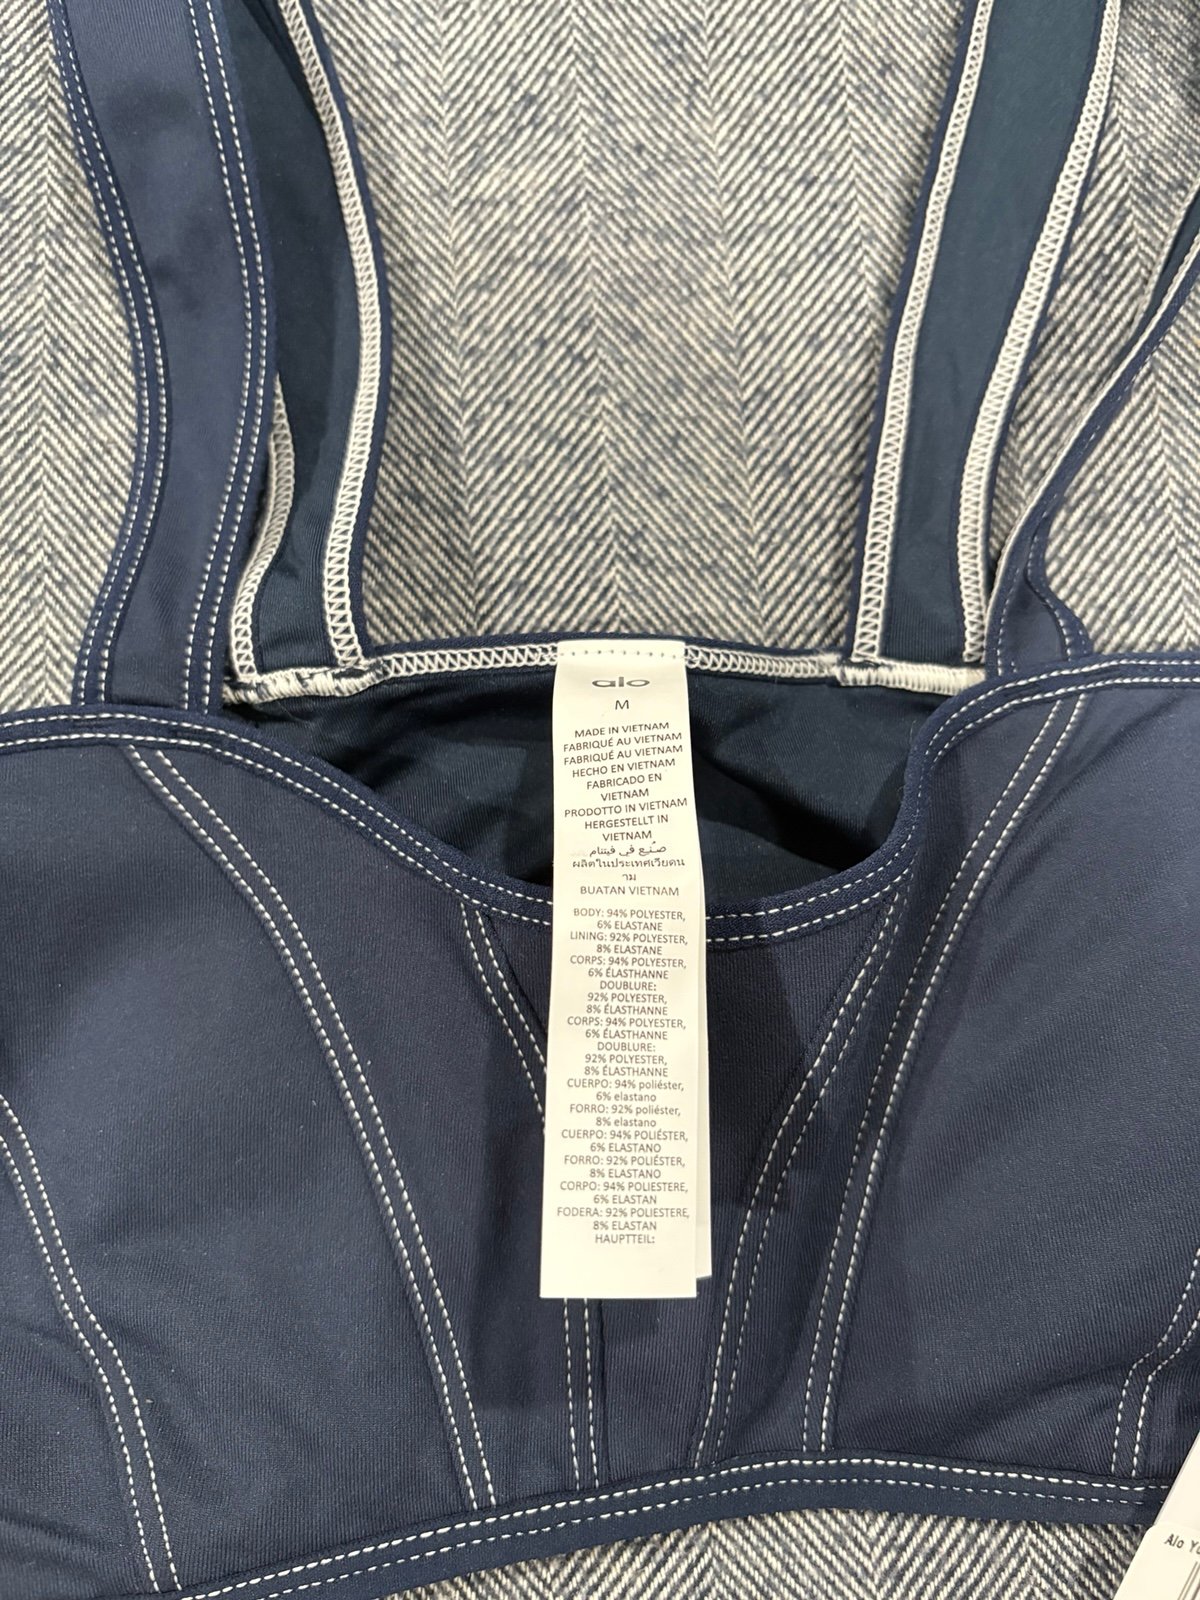 alo
M
MADE IN VIETNAM
FABRIQUÉ AU VIETNAM
FABRIQUÉ AU VIETNAM
HECHO EN VIETNAM
FABRICADO EN
VIETNAM
PRODOTTO IN VIETNAM
HERGESTELLT IN
VIETNAM
صُنع في فيتنام
ผลิตในประเทศเวียดน
าม
BUATAN VIETNAM
BODY: 94% POLYESTER,
6% ELASTANE
LINING: 92% POLYESTER,
8% ELASTANE
CORPS: 94% POLYESTER,
6% ÉLASTHANNE
DOUBLURE:
92% POLYESTER,
8% ÉLASTHANNE
CORPS: 94% POLYESTER,
6% ÉLASTHANNE
DOUBLURE:
92% POLYESTER,
8% ÉLASTHANNE
CUERPO: 94% poliéster,
6% elastano
FORRO: 92% poliéster,
8% elastano
CUERPO: 94% POLIÉSTER,
6% ELASTANO
FORRO: 92% POLIÉSTER,
8% ELASTANO
CORPO: 94% POLIESTERE,
6% ELASTAN
FODERA: 92% POLIESTERE,
8% ELASTAN
HAUPTTEIL:
Alo